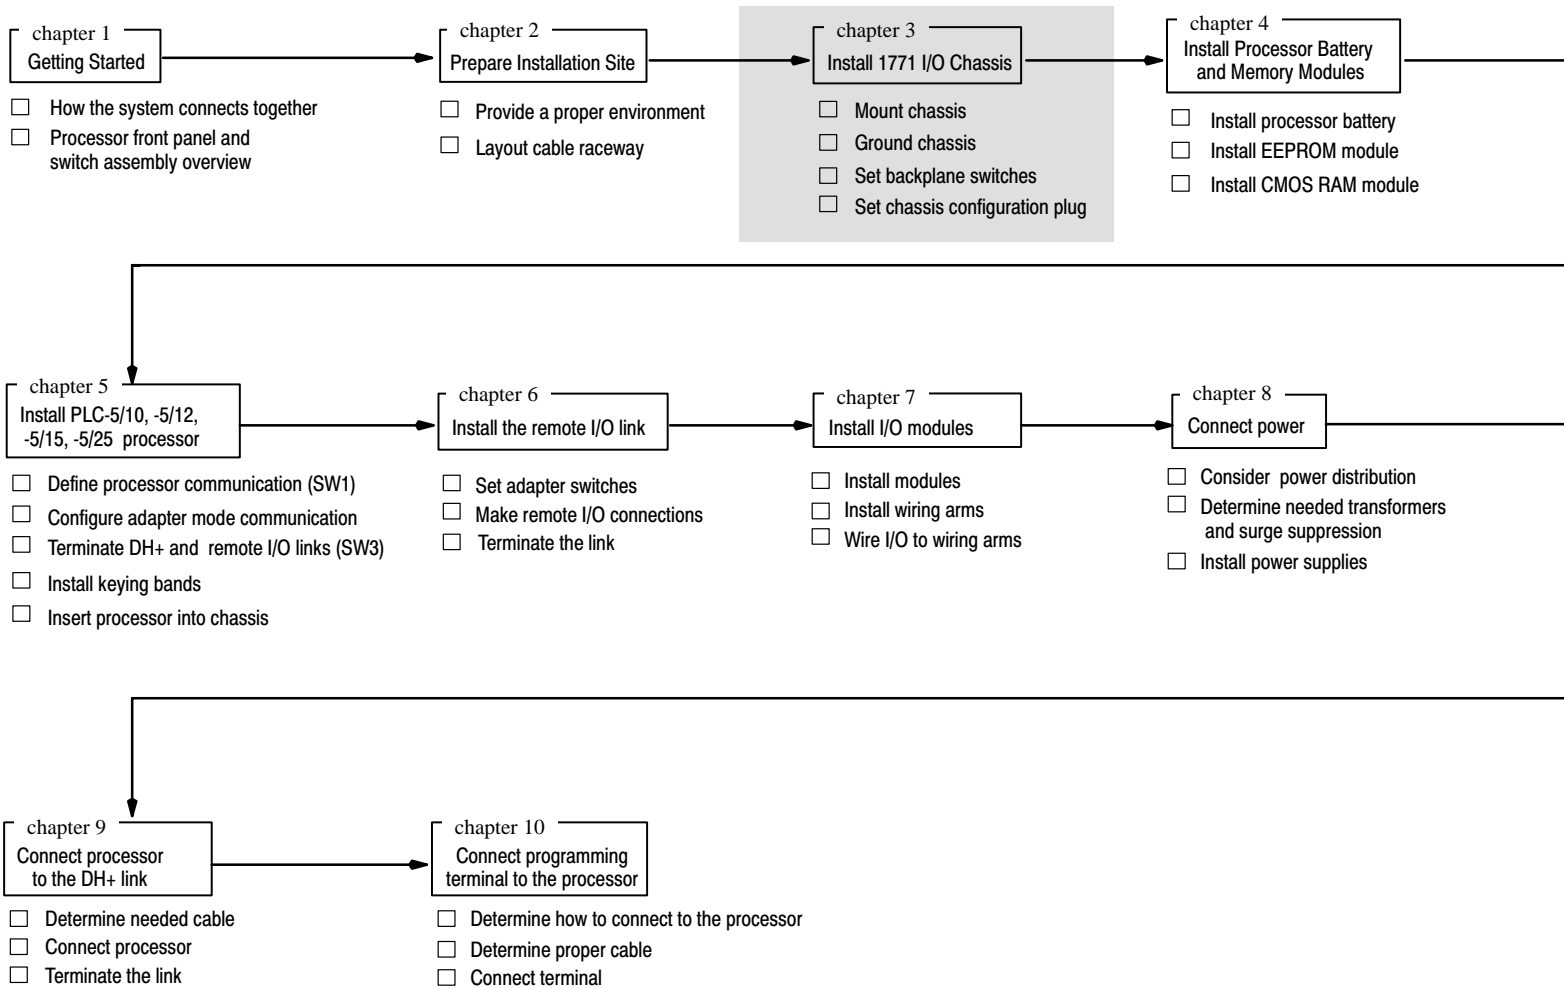 chapter 1
Getting Started
How the system connects together
Processor front panel and
switch assembly overview
chapter 2
Prepare Installation Site
Provide a proper environment
Layout cable raceway
chapter 3
Install 1771 I/O Chassis
Mount chassis
Ground chassis
Set backplane switches
Set chassis configuration plug
chapter 4
Install Processor Battery
and Memory Modules
Install processor battery
Install EEPROM module
Install CMOS RAM module
chapter 5
Install PLC-5/10, -5/12,
-5/15, -5/25 processor
Define processor communication (SW1)
Configure adapter mode communication
Terminate DH+ and remote I/O links (SW3)
Install keying bands
Insert processor into chassis
chapter 6
Install the remote I/O link
Set adapter switches
Make remote I/O connections
Terminate the link
chapter 7
Install I/O modules
Install modules
Install wiring arms
Wire I/O to wiring arms
chapter 8
Connect power
Consider power distribution
Determine needed transformers
and surge suppression
Install power supplies
chapter 9
Connect processor
to the DH+ link
Determine needed cable
Connect processor
Terminate the link
chapter 10
Connect programming
terminal to the processor
Determine how to connect to the processor
Determine proper cable
Connect terminal